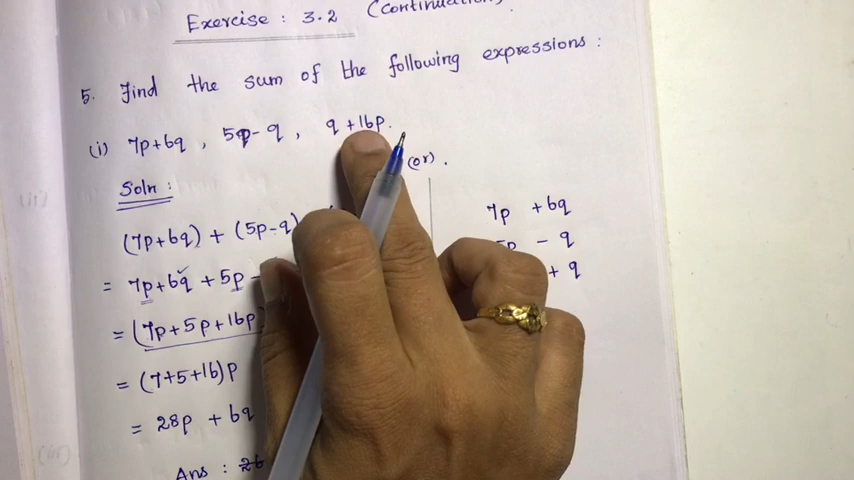 Exercise : 3.2 (Continuation).
5. Find the sum of the following expressions :
(i) 7p+6q , 5p-q , q+16p.
Soln :
(or).
(7p+6q) + (5p-q)
= 7p+6q+5p-
= (7p+5p+16p)
= (7+5+16)p
= 28p + 6q
Ans :
7p + 6q
- q
+ q